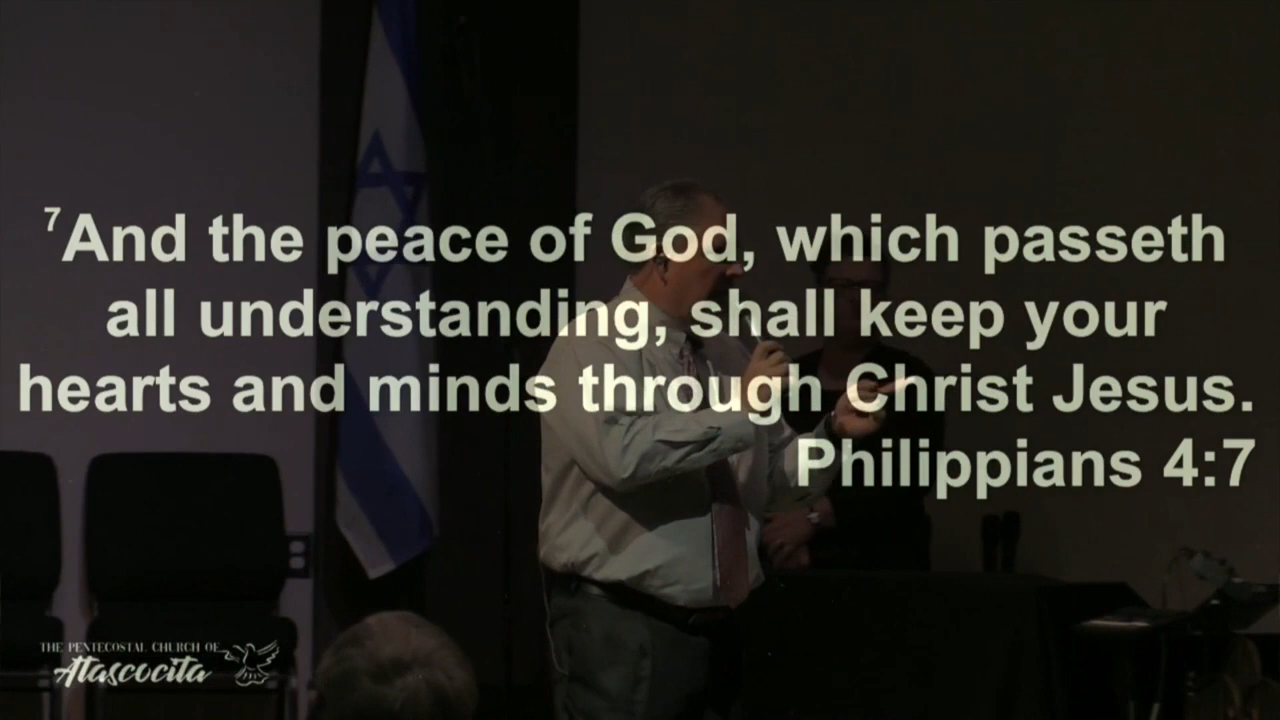 7And the peace of God, which passeth
all understanding, shall keep your
hearts and minds through Christ Jesus.
Philippians 4:7
THE PENTECOSTAL CHURCH OF
Atascocita